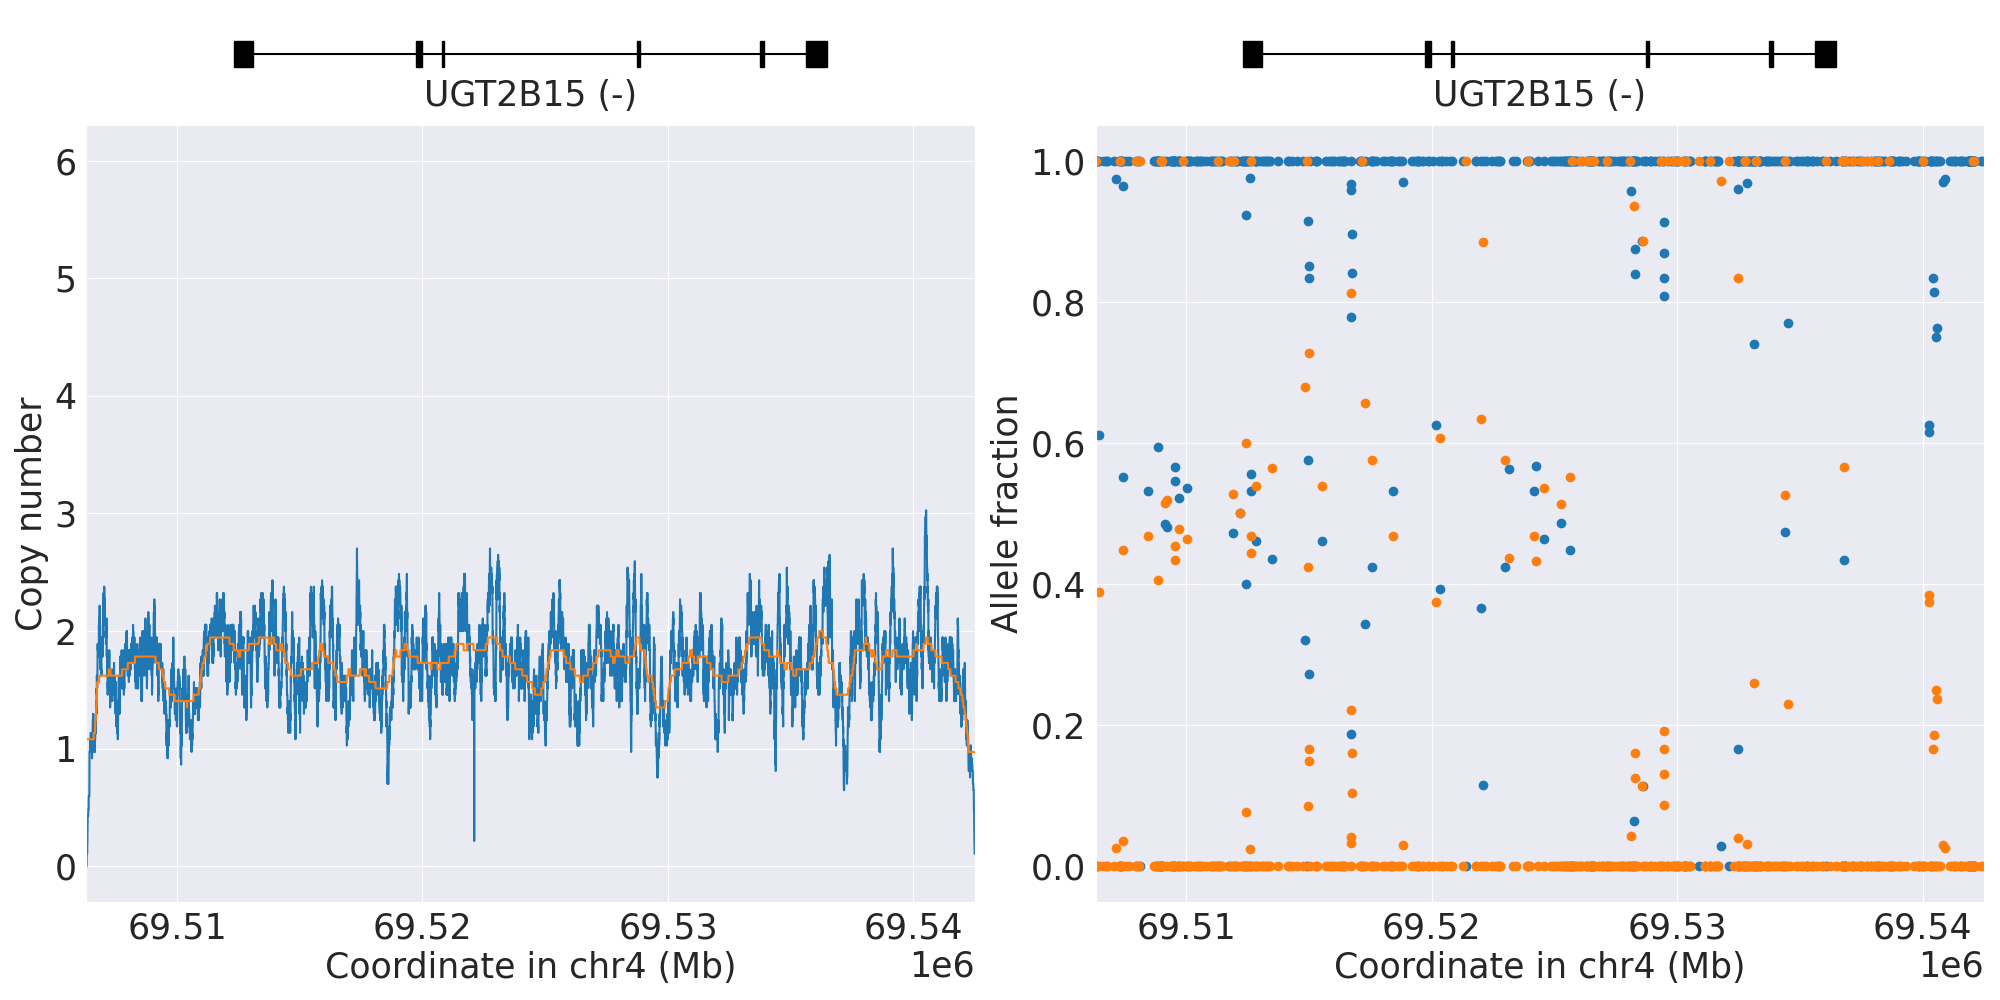 UGT2B15 (-)
6
5
4
3
2
1
0
Copy number
69.51
69.52
69.53
69.54
Coordinate in chr4 (Mb)
1e6
UGT2B15 (-)
1.0
0.8
0.6
0.4
0.2
0.0
Allele fraction
69.51
69.52
69.53
69.54
Coordinate in chr4 (Mb)
1e6